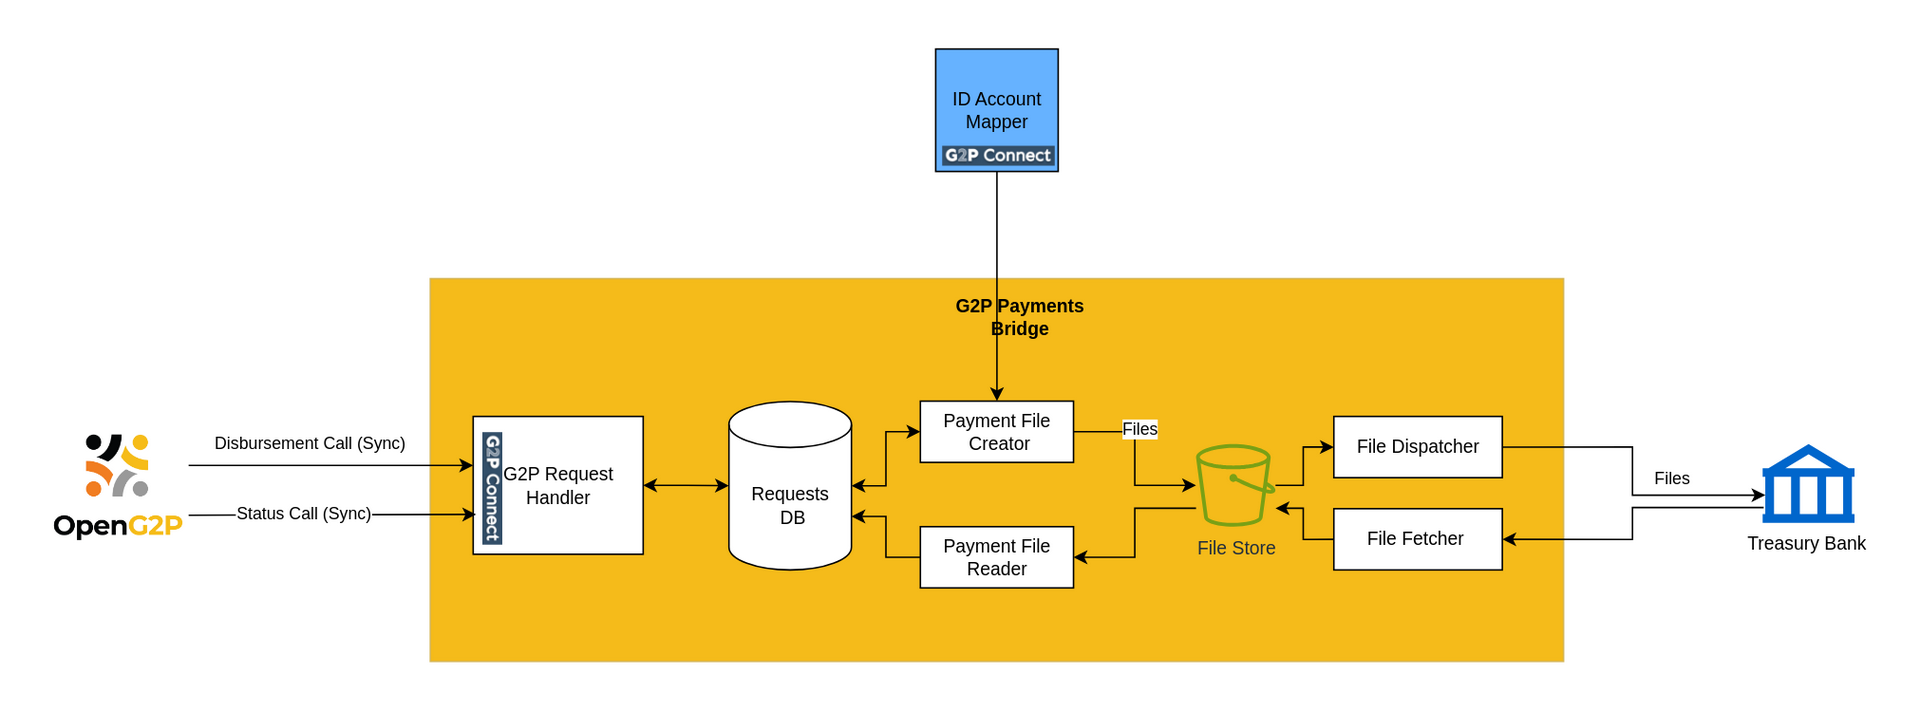 ID Account
Mapper
G2P Connect
G2P Payments
Bridge
Disbursement Call (Sync)
Status Call (Sync)
OpenG2P
G2P Connect
G2P Request
Handler
Requests
DB
Payment File
Creator
Files
Payment File
Reader
File Store
File Dispatcher
File Fetcher
Files
Treasury Bank